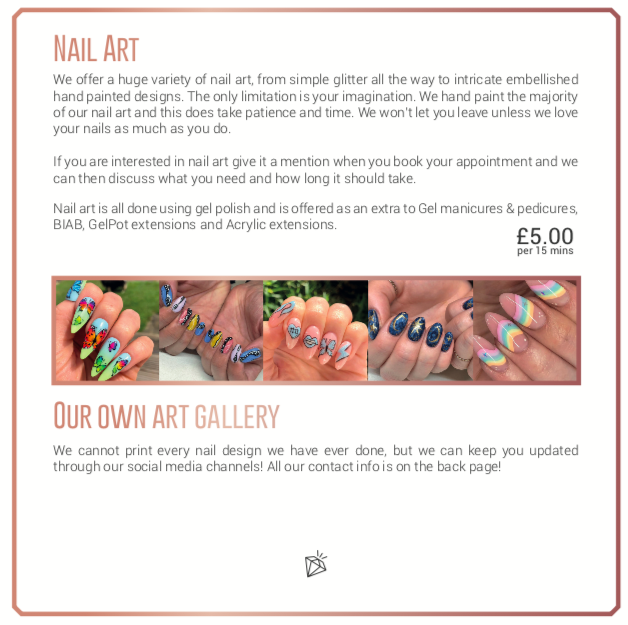 Nail Art
We offer a huge variety of nail art, from simple glitter all the way to intricate embellished
hand painted designs. The only limitation is your imagination. We hand paint the majority
of our nail art and this does take patience and time. We won't let you leave unless we love
your nails as much as you do.
If you are interested in nail art give it a mention when you book your appointment and we
can then discuss what you need and how long it should take.
Nail art is all done using gel polish and is offered as an extra to Gel manicures & pedicures,
BIAB, GelPot extensions and Acrylic extensions.
£5.00
per 15 mins
Our own art gallery
We cannot print every nail design we have ever done, but we can keep you updated
through our social media channels! All our contact info is on the back page!